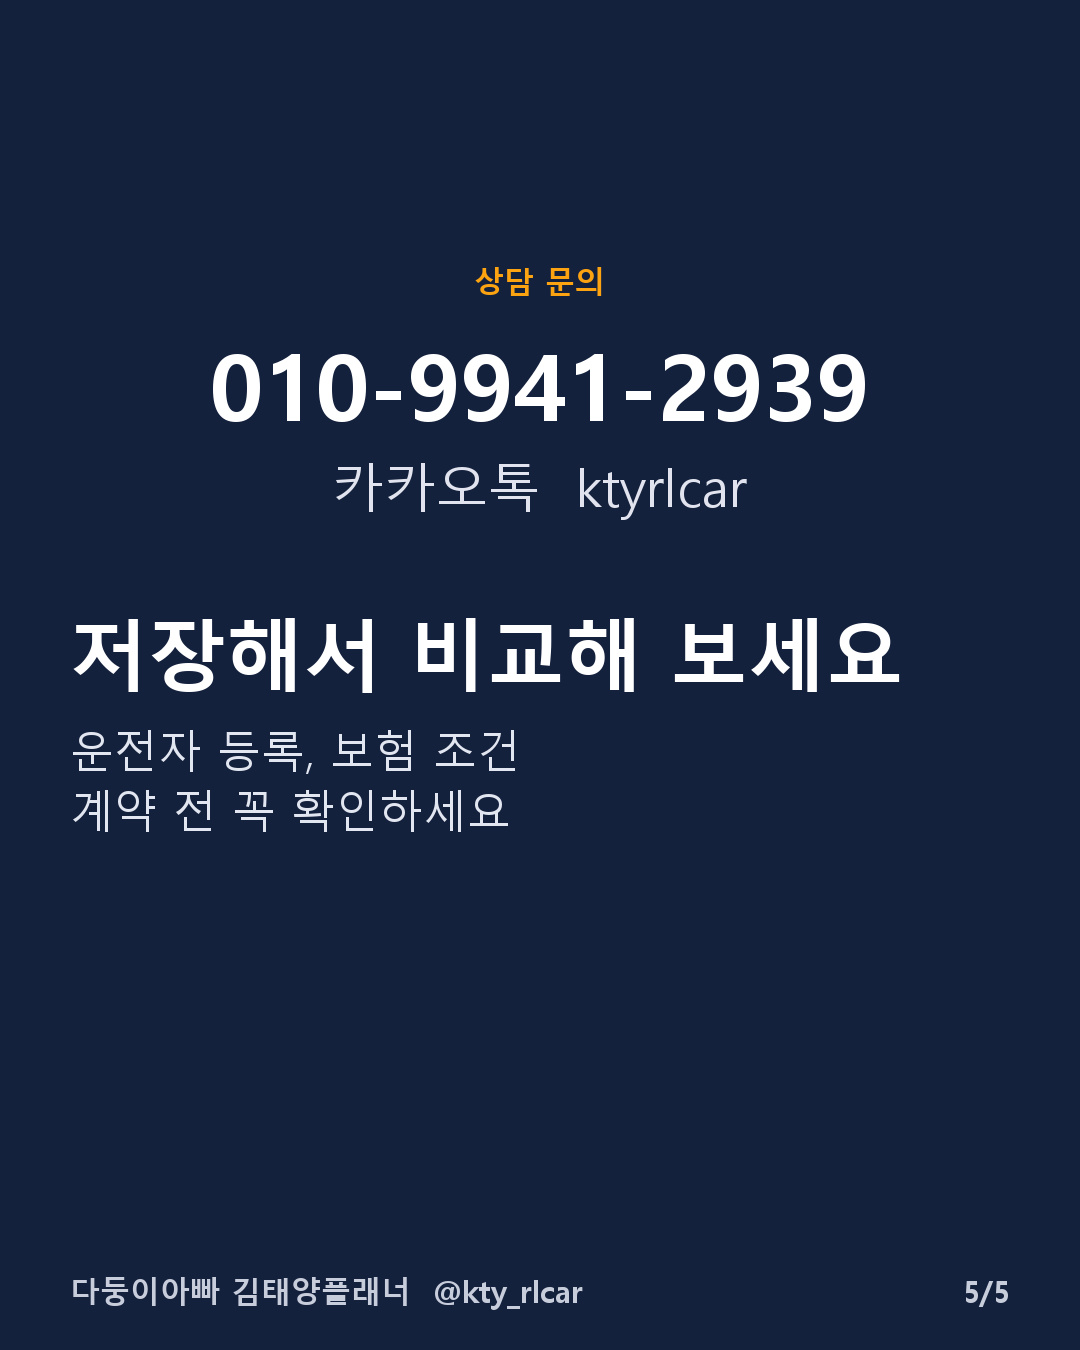 상담 문의
010-9941-2939
카카오톡 ktyrlcar
저장해서 비교해 보세요
운전자 등록, 보험 조건
계약 전 꼭 확인하세요
다둥이아빠 김태양플래너 @kty_rlcar
5/5